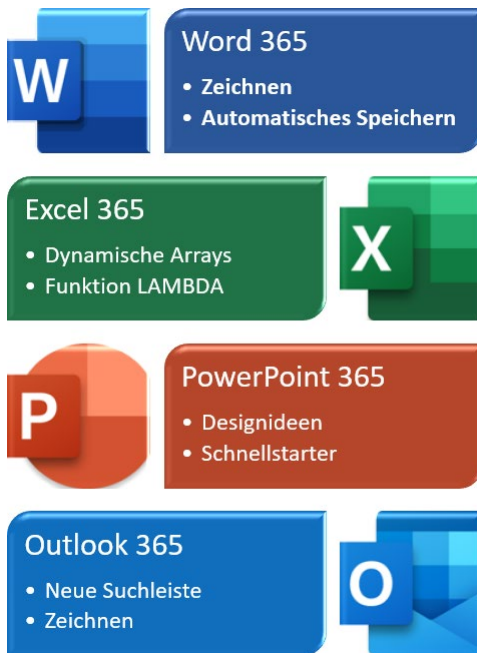 W
Word 365
• Zeichnen
• Automatisches Speichern
Excel 365
• Dynamische Arrays
• Funktion LAMBDA
X
P
PowerPoint 365
• Designideen
• Schnellstarter
Outlook 365
• Neue Suchleiste
• Zeichnen
O